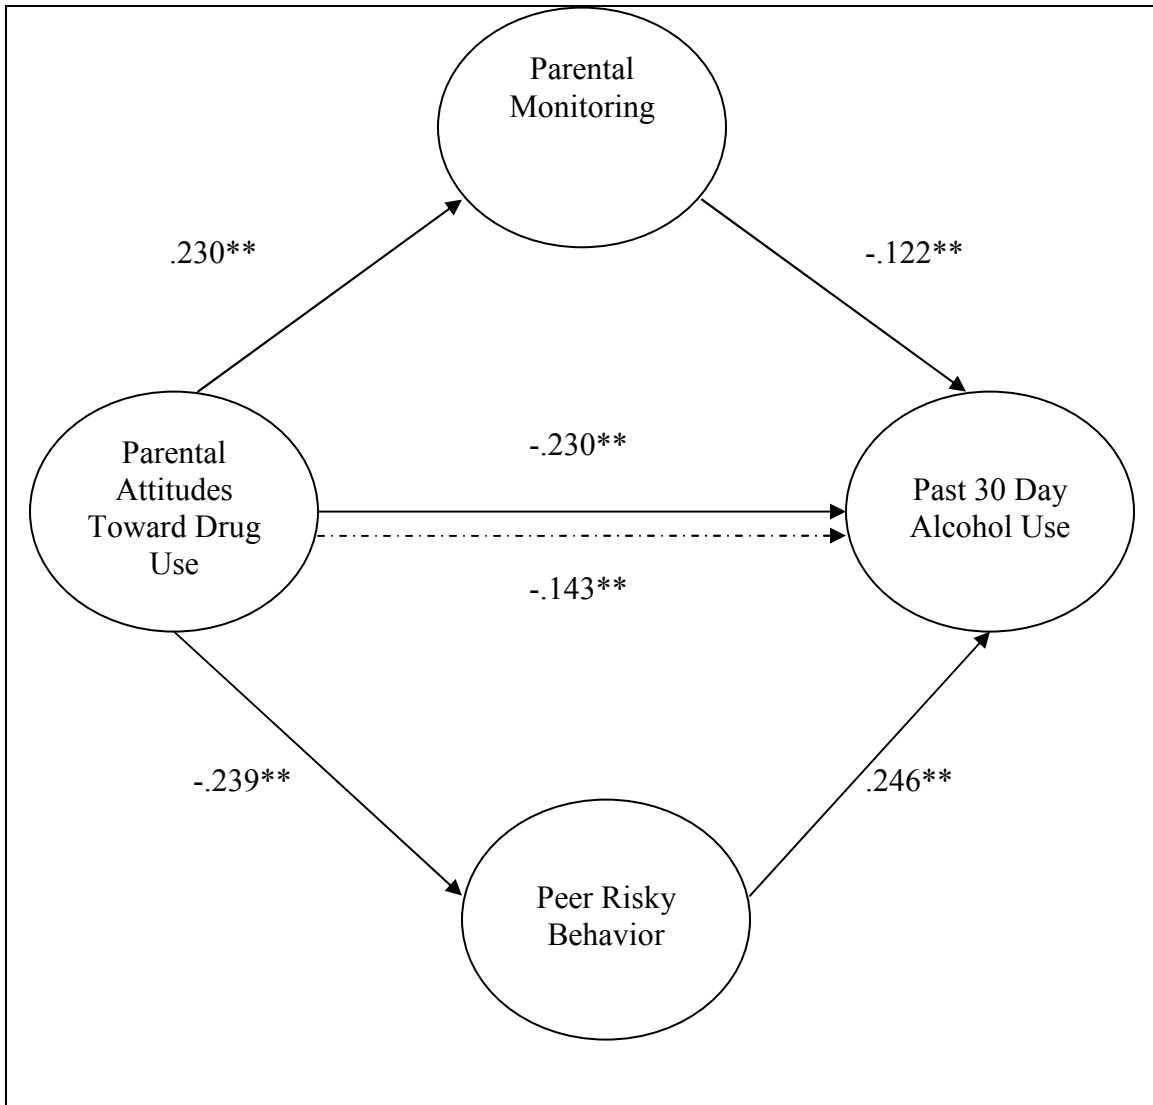 Parental
Monitoring
.230**
-.122**
-.230**
Parental
Attitudes
Toward Drug
Use
Past 30 Day
Alcohol Use
-.143**
-.239**
.246**
Peer Risky
Behavior